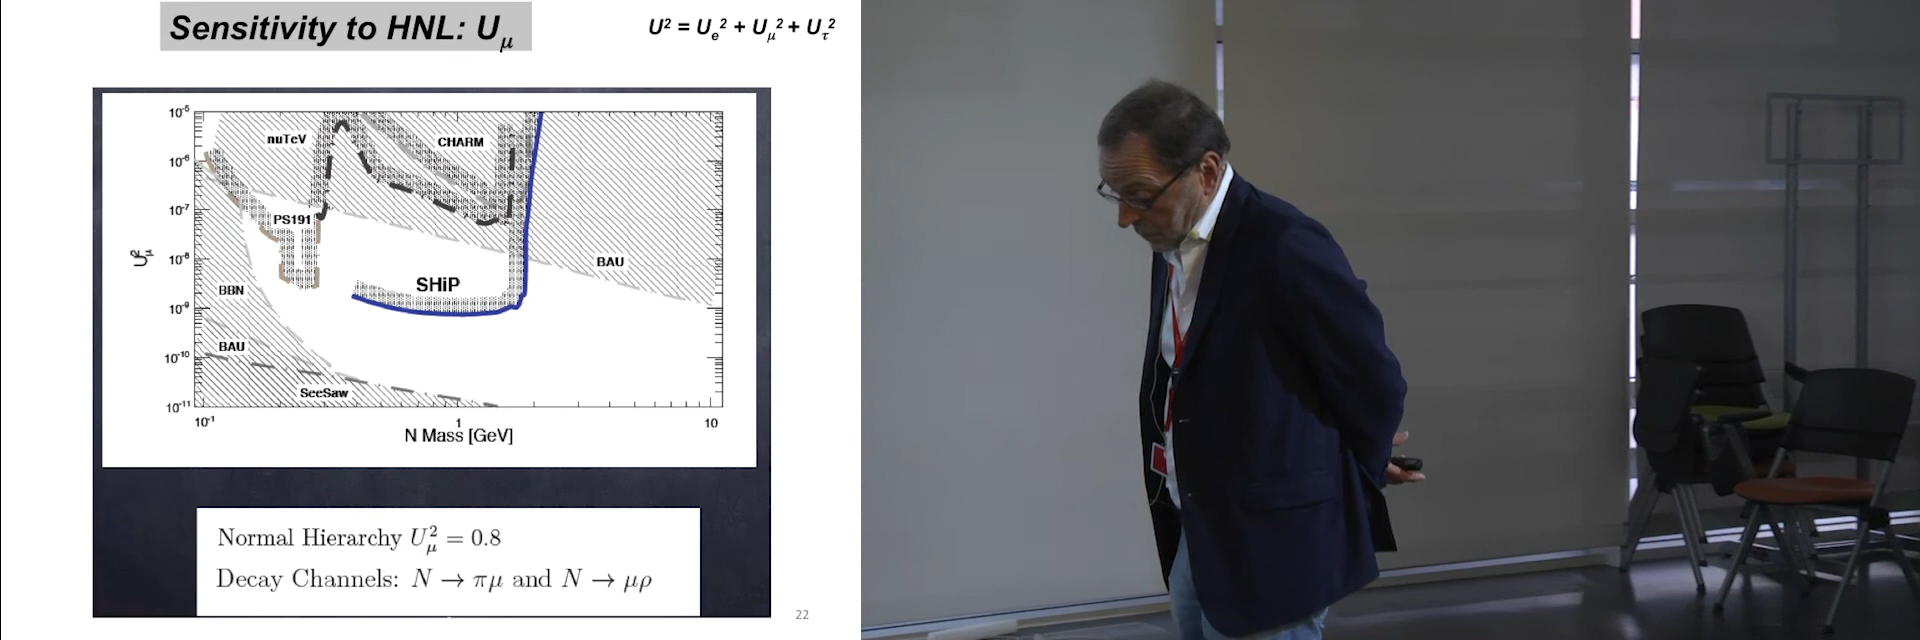 Sensitivity to HNL: Uμ
U² = Ue² + Uμ² + Uτ²
10⁻⁵
10⁻⁶
10⁻⁷
10⁻⁸
10⁻⁹
10⁻¹⁰
10⁻¹¹
Uμ²
nuTeV
CHARM
PS191
BAU
SHiP
BBN
BAU
SeeSaw
10⁻¹
1
10
N Mass [GeV]
Normal Hierarchy Uμ² = 0.8
Decay Channels: N → πμ and N → μρ
22